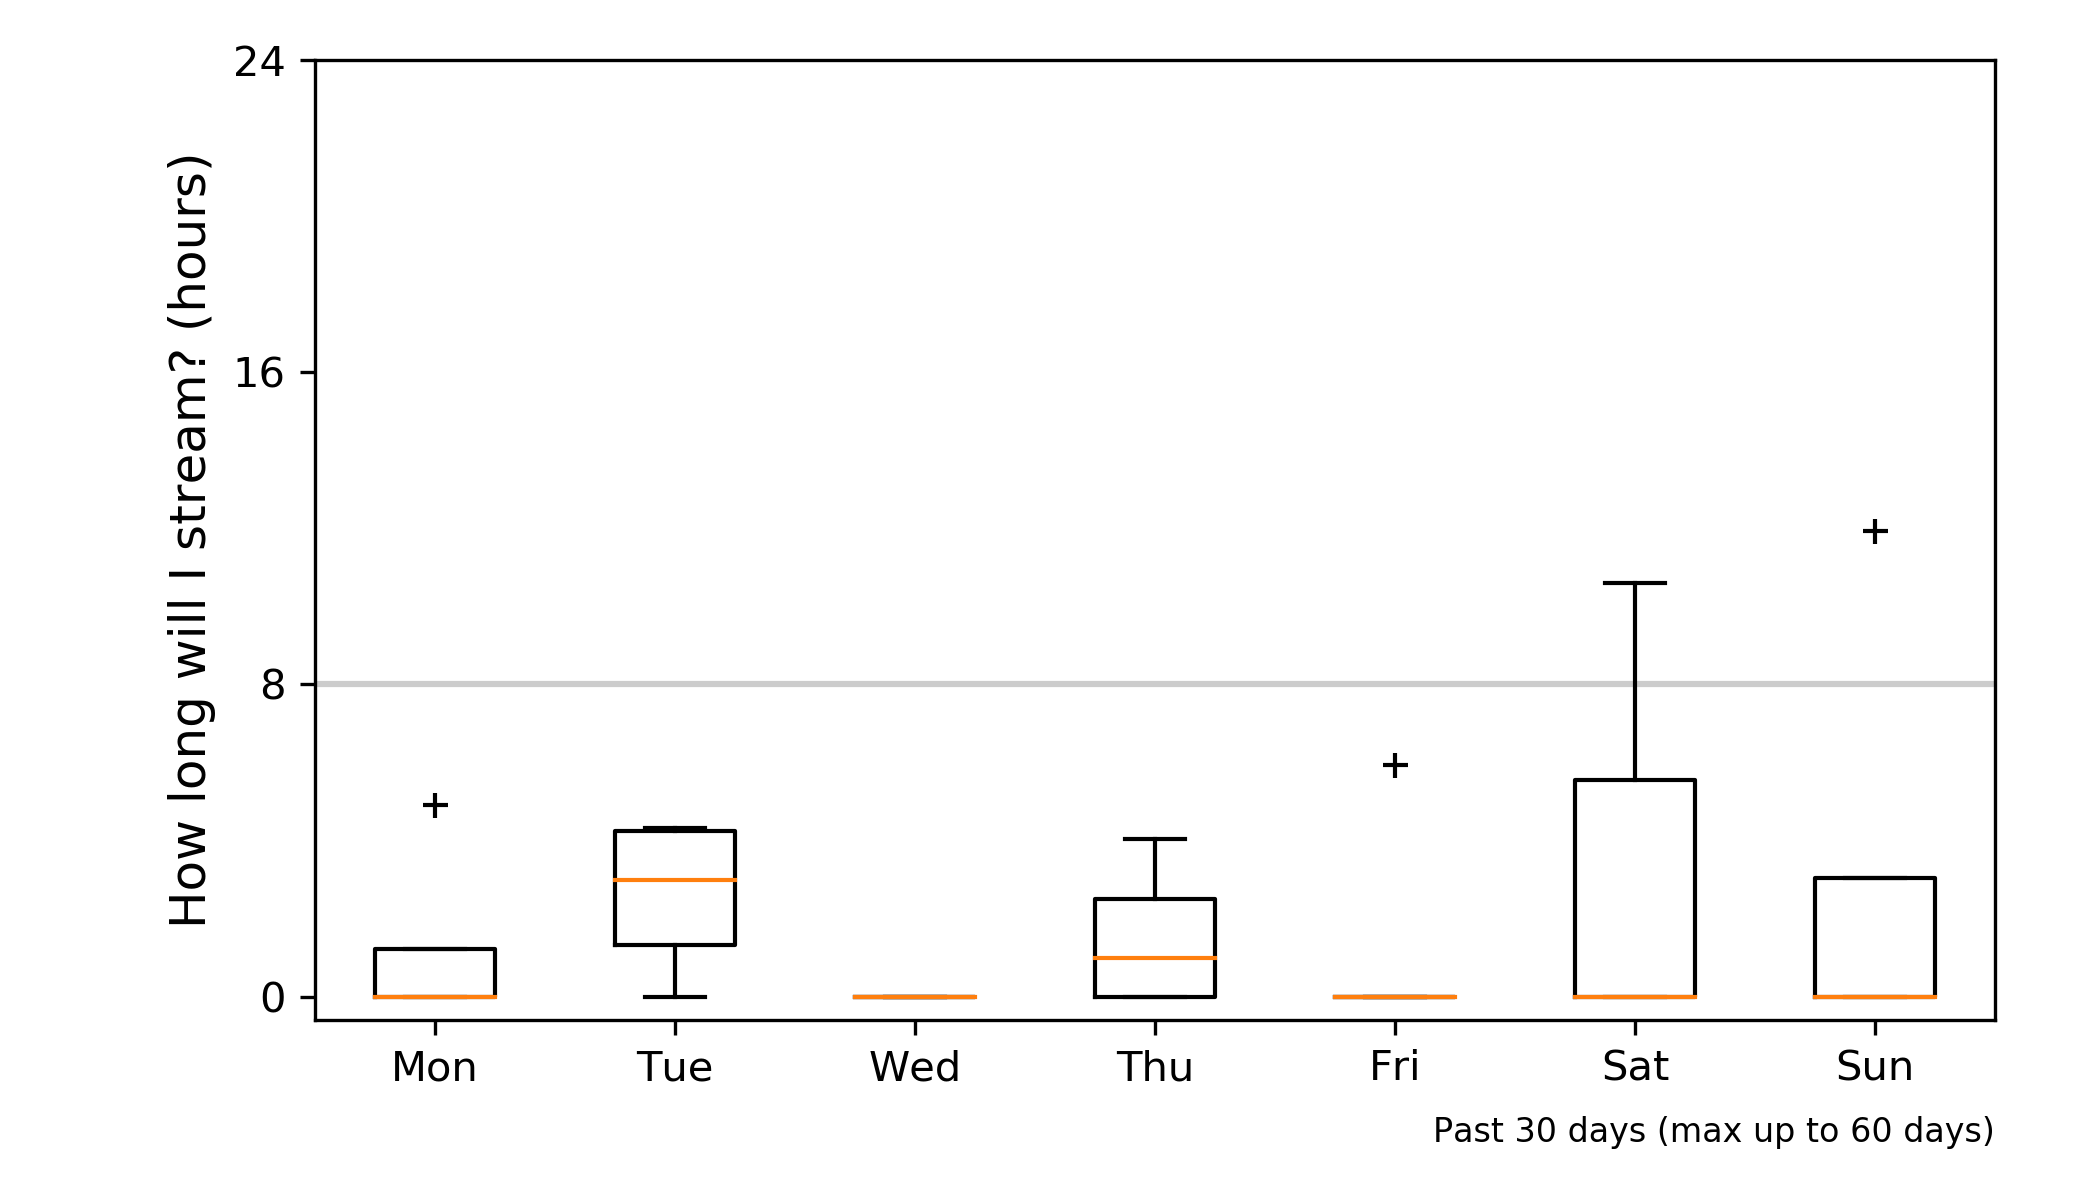 How long will I stream? (hours)
24
16
8
0
Mon Tue Wed Thu Fri Sat Sun
Past 30 days (max up to 60 days)